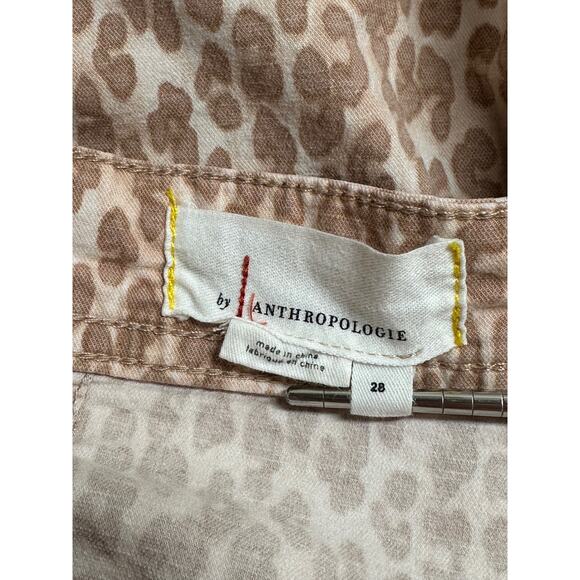 by ANTHROPOLOGIE
made in china
fabriqué en chine
28